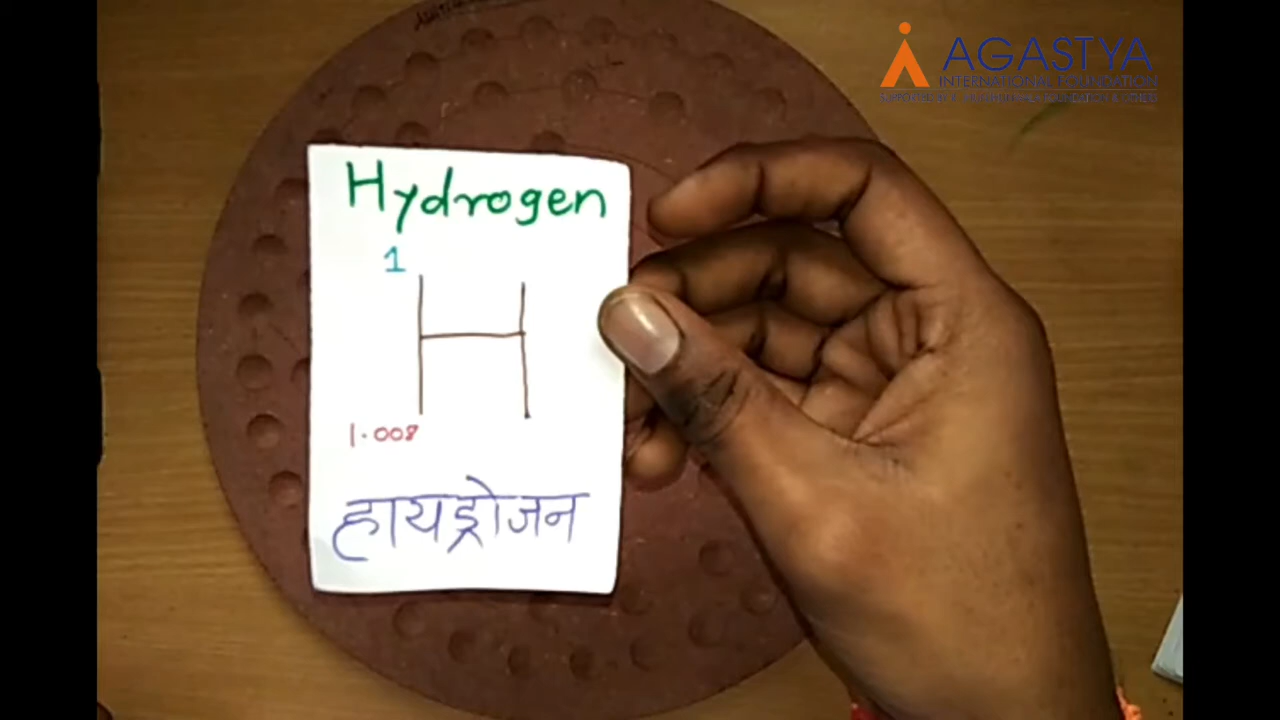 AGASTYA
INTERNATIONAL FOUNDATION
Hydrogen
1
H
1.008
हायड्रोजन